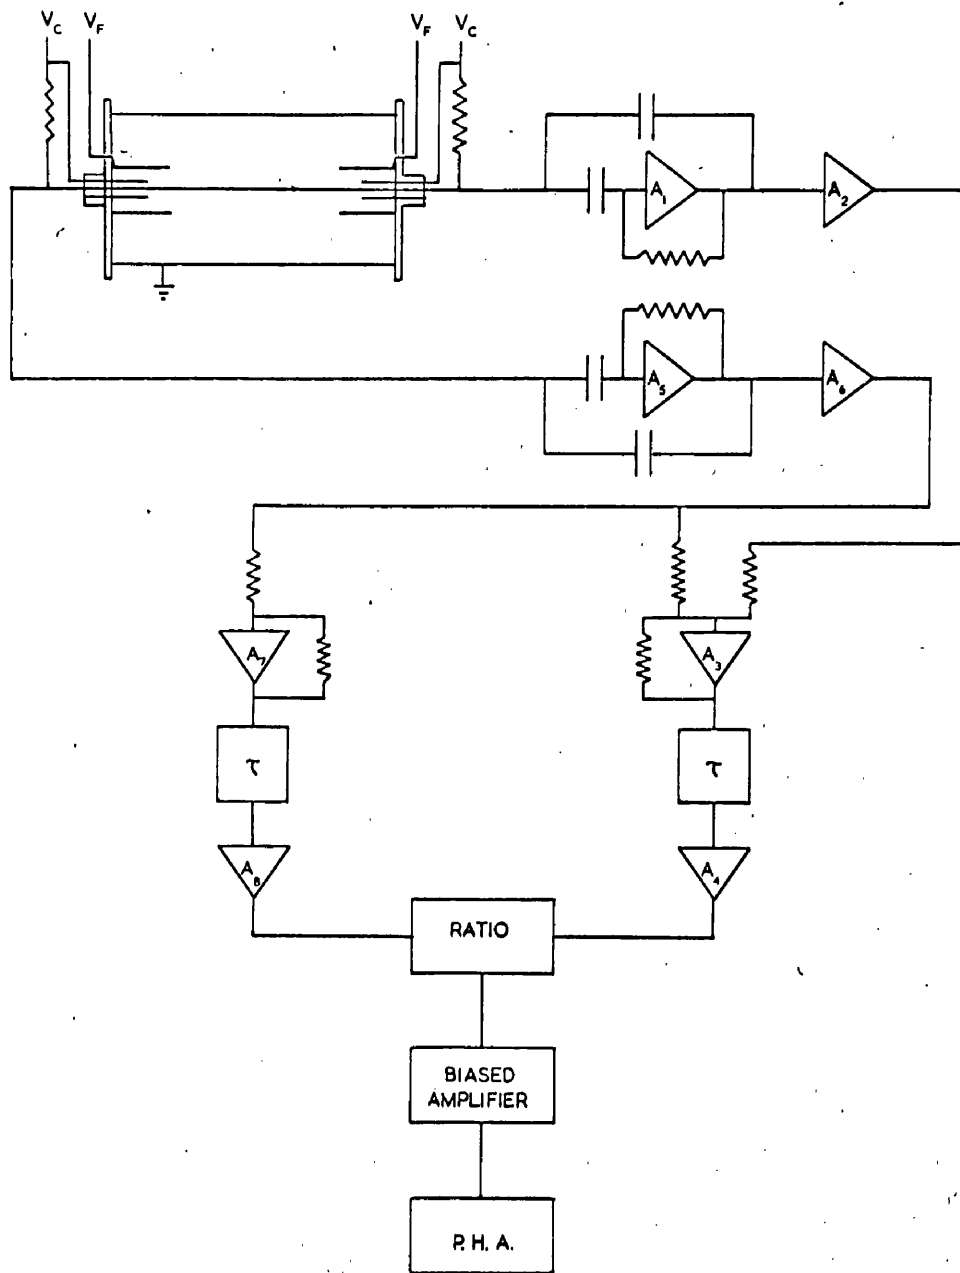 V_C V_F V_F V_C
A_1 A_2
A_5 A_6
A_7 A_3
τ τ
A_8 A_4
RATIO
BIASED
AMPLIFIER
P. H. A.